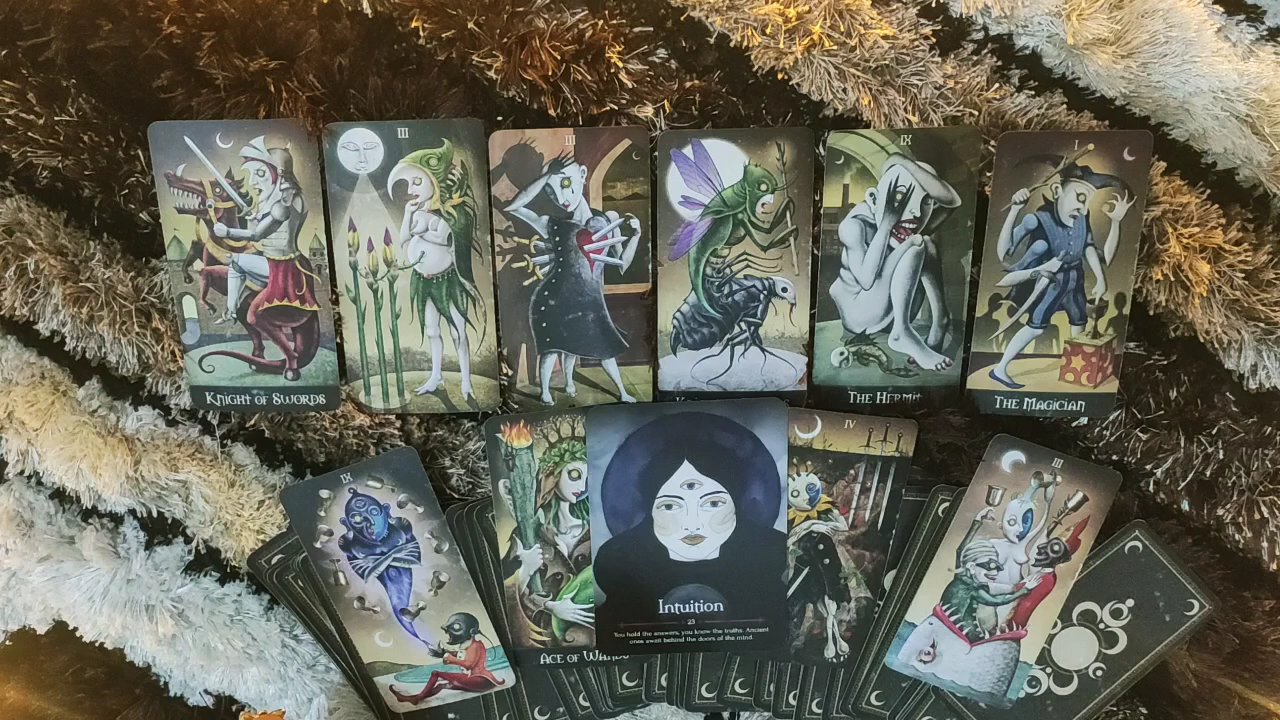 III
III
IX
I
KNIGHT OF SWORDS
THE HERMIT
THE MAGICIAN
IX
IV
III
Intuition
23
You hold the answers, you know the truths. Ancient
ones await behind the doors of the mind.
ACE OF WANDS